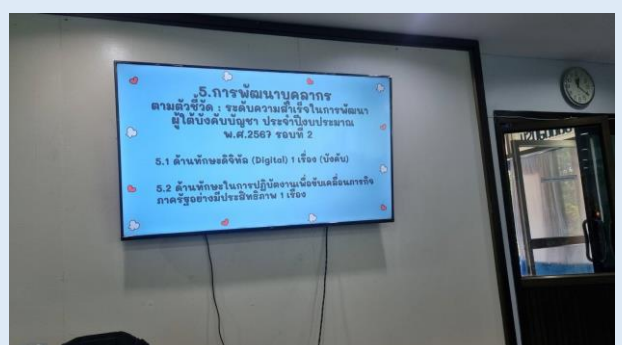 5.การพัฒนาบุคลากร
ตามตัวชี้วัด : ระดับความสำเร็จในการพัฒนา
ผู้ใต้บังคับบัญชา ประจำปีงบประมาณ
พ.ศ.2567 รอบที่ 2
5.1 ด้านทักษะดิจิทัล (Digital) 1 เรื่อง (บังคับ)
5.2 ด้านทักษะในการปฏิบัติงานเพื่อขับเคลื่อนภารกิจ
ภาครัฐอย่างมีประสิทธิภาพ 1 เรื่อง